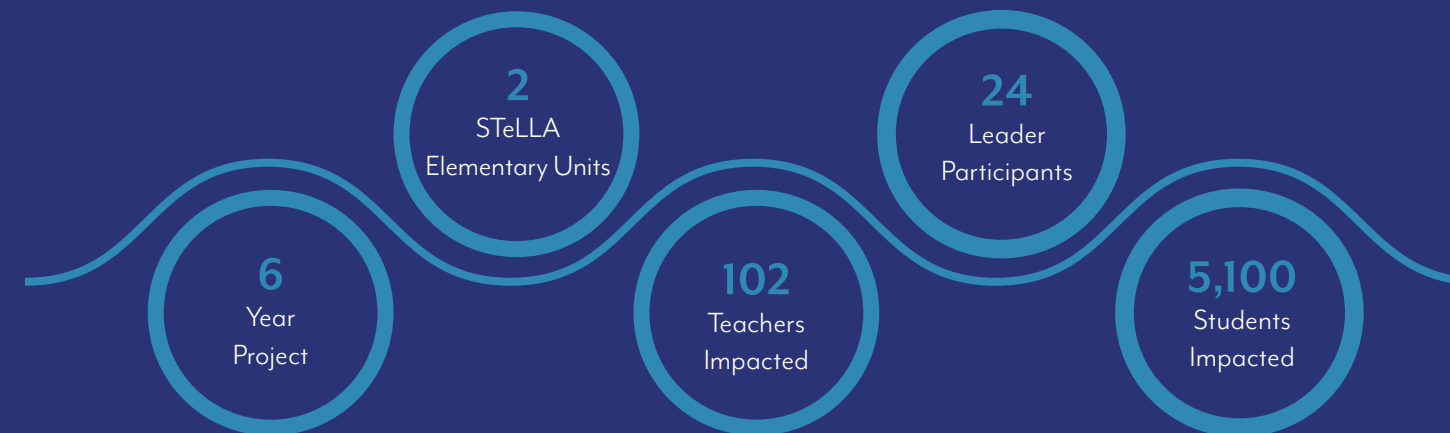 6
Year
Project
2
STeLLA
Elementary Units
102
Teachers
Impacted
24
Leader
Participants
5,100
Students
Impacted